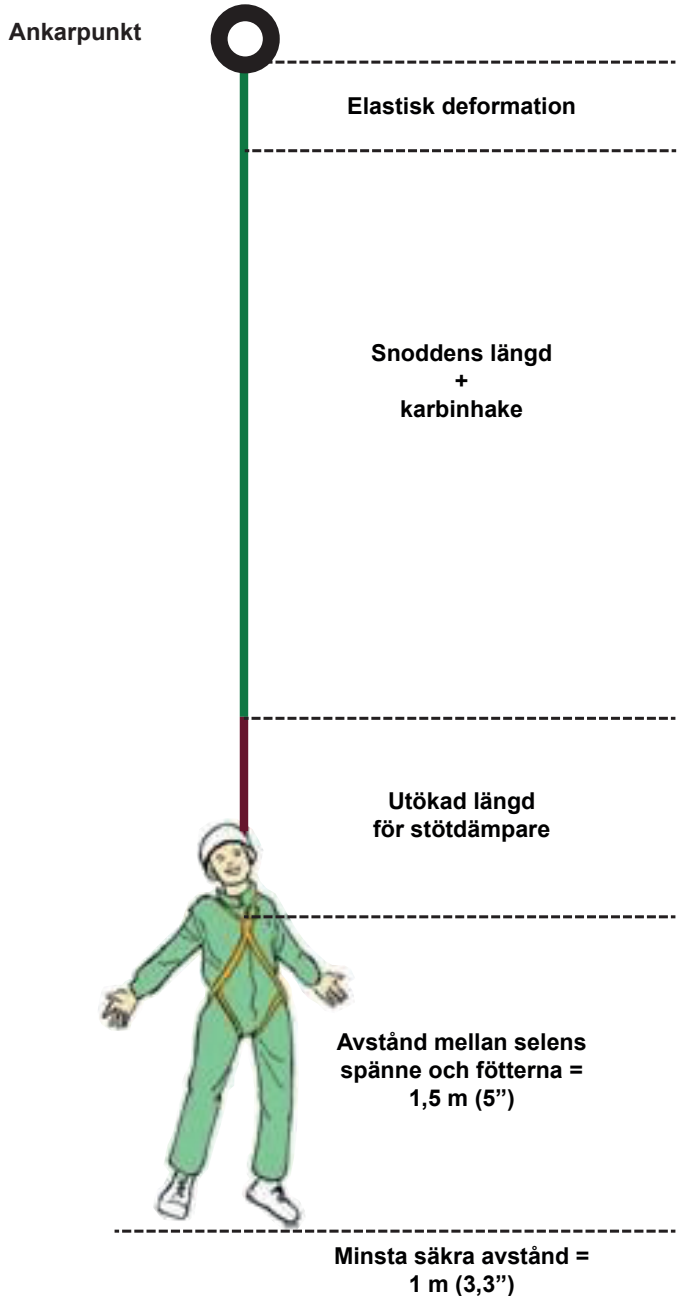 Ankarpunkt
Elastisk deformation
Snoddens längd
+
karbinhake
Utökad längd
för stötdämpare
Avstånd mellan selens
spänne och fötterna =
1,5 m (5”)
Minsta säkra avstånd =
1 m (3,3”)